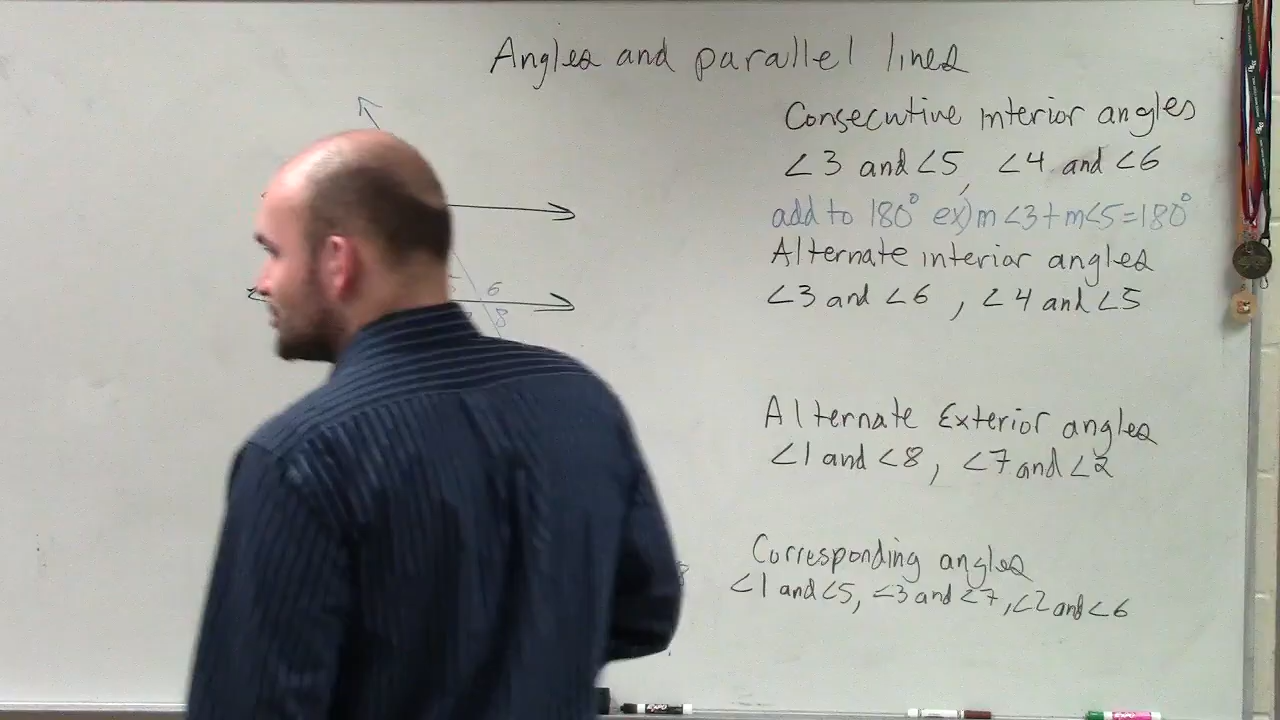 Angles and parallel lines
Consecutive interior angles
∠3 and ∠5, ∠4 and ∠6
add to 180° ex) m∠3+m∠5=180°
Alternate interior angles
∠3 and ∠6, ∠4 and ∠5
6
8
Alternate Exterior angles
∠1 and ∠8, ∠7 and ∠2
Corresponding angles
∠1 and ∠5, ∠3 and ∠7, ∠2 and ∠6